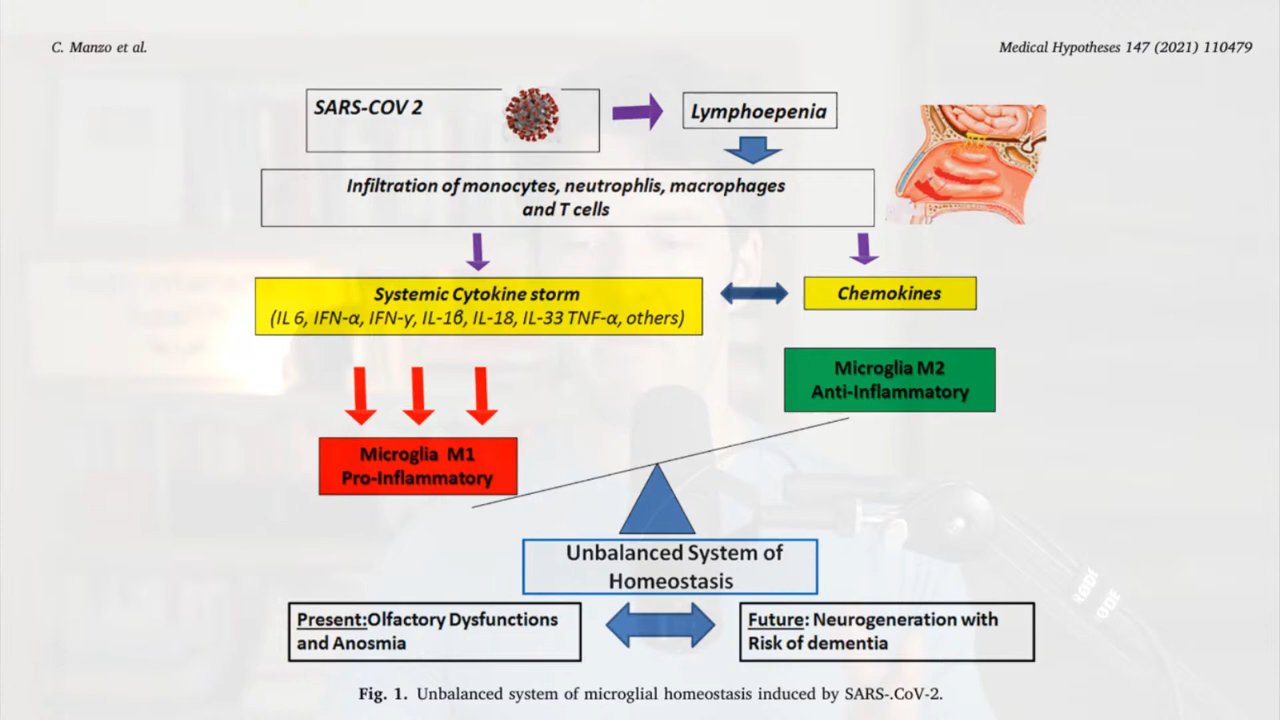 C. Manzo et al.
Medical Hypotheses 147 (2021) 110479
SARS-COV 2
Lymphoepenia
Infiltration of monocytes, neutrophlis, macrophages
and T cells
Systemic Cytokine storm
(IL 6, IFN-α, IFN-γ, IL-1β, IL-18, IL-33 TNF-α, others)
Chemokines
Microglia M2
Anti-Inflammatory
Microglia M1
Pro-Inflammatory
Unbalanced System of
Homeostasis
Present:Olfactory Dysfunctions
and Anosmia
Future: Neurogeneration with
Risk of dementia
RØDE
RØDE
Fig. 1. Unbalanced system of microglial homeostasis induced by SARS-.CoV-2.